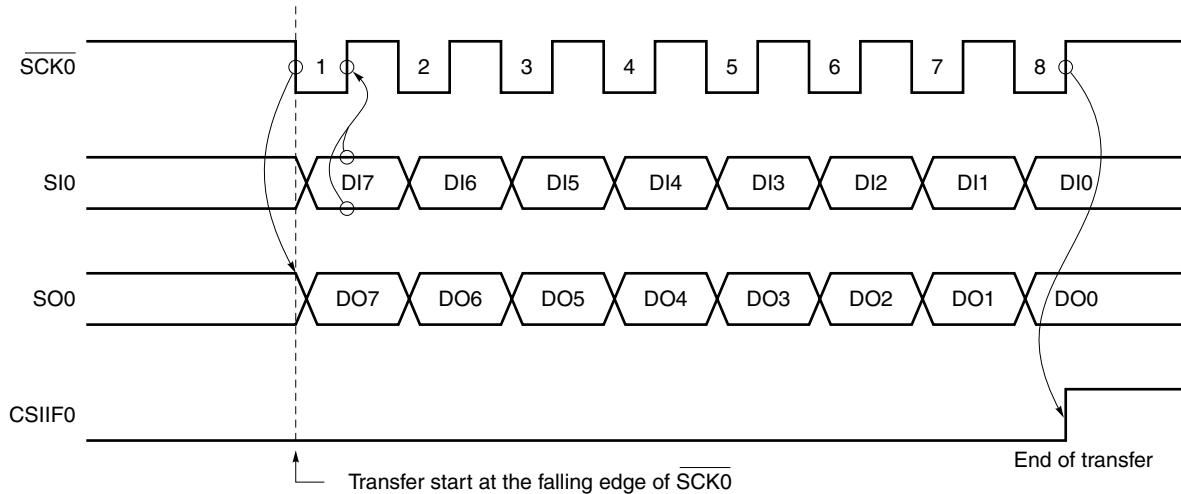 SCK0 1 2 3 4 5 6 7 8
SI0 DI7 DI6 DI5 DI4 DI3 DI2 DI1 DI0
SO0 DO7 DO6 DO5 DO4 DO3 DO2 DO1 DO0
CSIIF0
End of transfer
Transfer start at the falling edge of SCK0